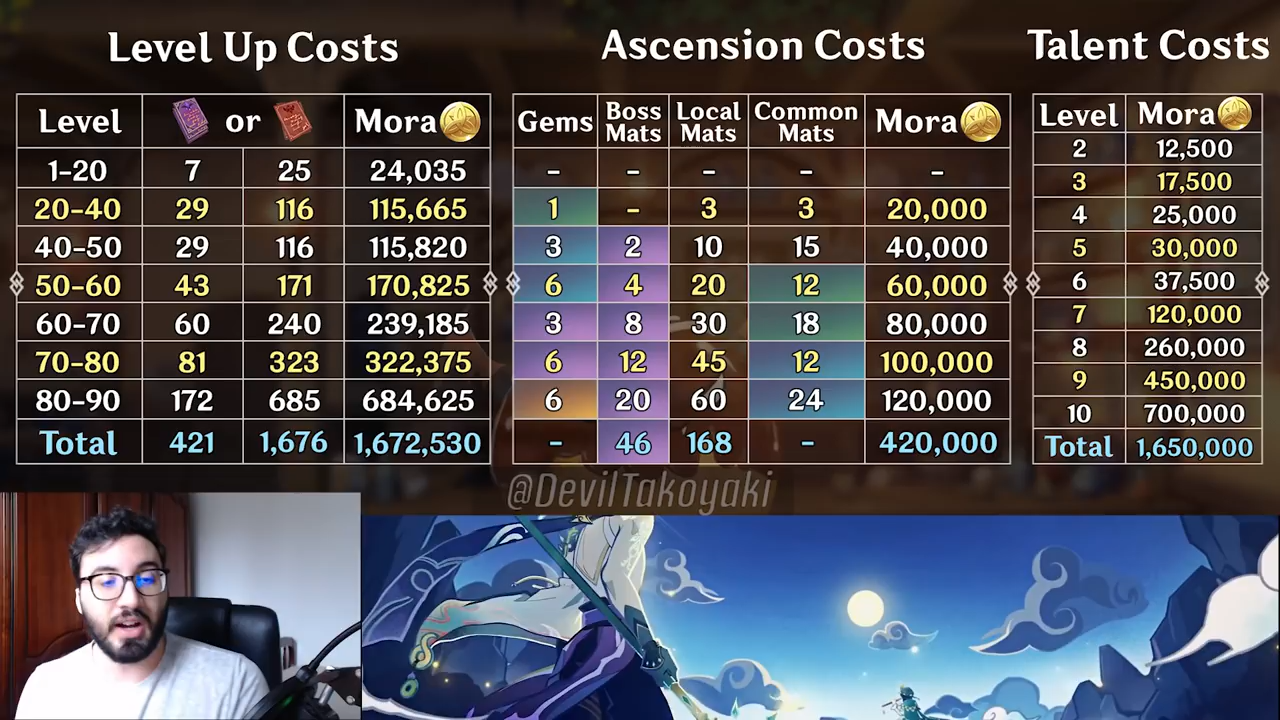 Level Up Costs
Level or Mora
1-20 7 25 24,035
20-40 29 116 115,665
40-50 29 116 115,820
50-60 43 171 170,825
60-70 60 240 239,185
70-80 81 323 322,375
80-90 172 685 684,625
Total 421 1,676 1,672,530
Ascension Costs
Gems Boss Mats Local Mats Common Mats Mora
- - - - -
1 - 3 3 20,000
3 2 10 15 40,000
6 4 20 12 60,000
3 8 30 18 80,000
6 12 45 12 100,000
6 20 60 24 120,000
- 46 168 - 420,000
Talent Costs
Level Mora
2 12,500
3 17,500
4 25,000
5 30,000
6 37,500
7 120,000
8 260,000
9 450,000
10 700,000
Total 1,650,000
@DevilTakoyaki